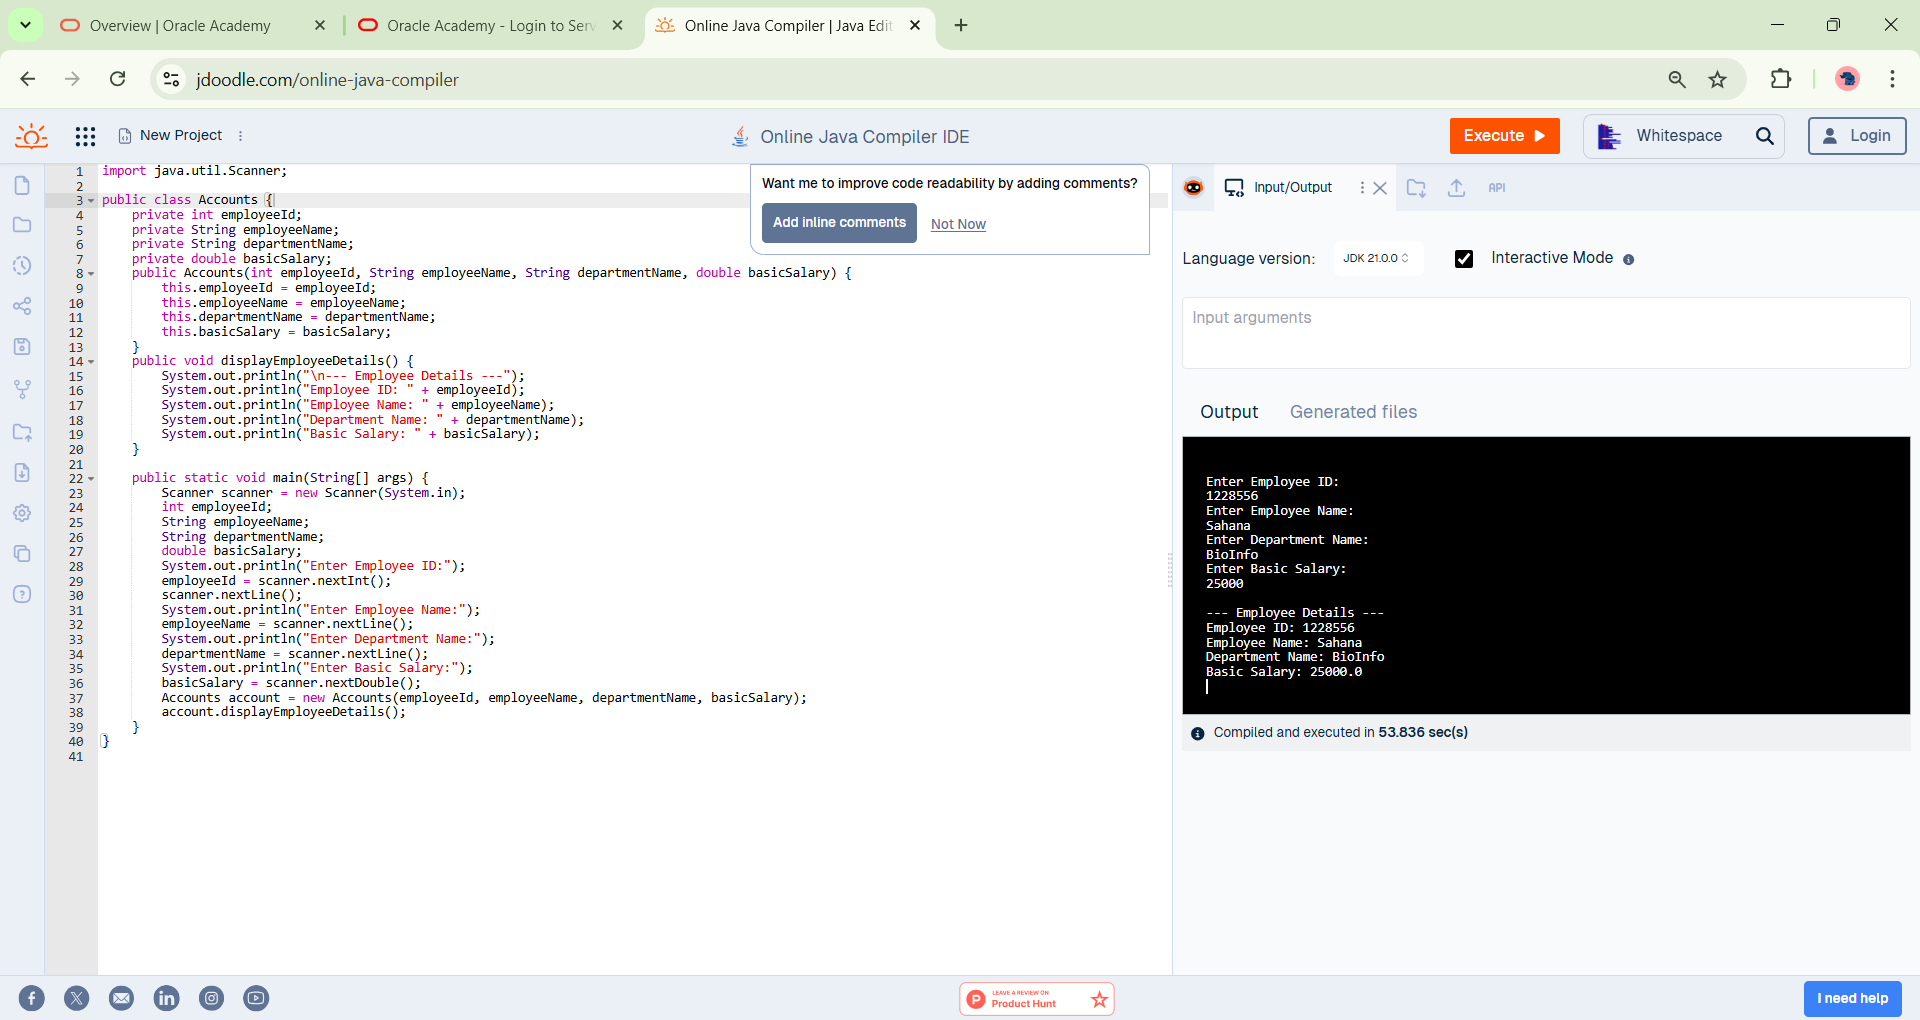 Overview | Oracle Academy
Oracle Academy - Login to Serv
Online Java Compiler | Java Edit
jdoodle.com/online-java-compiler
New Project
Online Java Compiler IDE
Execute
Whitespace
Login
1 import java.util.Scanner;
2
3 public class Accounts {
4 private int employeeId;
5 private String employeeName;
6 private String departmentName;
7 private double basicSalary;
8 public Accounts(int employeeId, String employeeName, String departmentName, double basicSalary) {
9 this.employeeId = employeeId;
10 this.employeeName = employeeName;
11 this.departmentName = departmentName;
12 this.basicSalary = basicSalary;
13 }
14 public void displayEmployeeDetails() {
15 System.out.println("\n--- Employee Details ---");
16 System.out.println("Employee ID: " + employeeId);
17 System.out.println("Employee Name: " + employeeName);
18 System.out.println("Department Name: " + departmentName);
19 System.out.println("Basic Salary: " + basicSalary);
20 }
21
22 public static void main(String[] args) {
23 Scanner scanner = new Scanner(System.in);
24 int employeeId;
25 String employeeName;
26 String departmentName;
27 double basicSalary;
28 System.out.println("Enter Employee ID:");
29 employeeId = scanner.nextInt();
30 scanner.nextLine();
31 System.out.println("Enter Employee Name:");
32 employeeName = scanner.nextLine();
33 System.out.println("Enter Department Name:");
34 departmentName = scanner.nextLine();
35 System.out.println("Enter Basic Salary:");
36 basicSalary = scanner.nextDouble();
37 Accounts account = new Accounts(employeeId, employeeName, departmentName, basicSalary);
38 account.displayEmployeeDetails();
39 }
40 }
41
Want me to improve code readability by adding comments?
Add inline comments
Not Now
Input/Output
API
Language version:
JDK 21.0.0
Interactive Mode
Input arguments
Output
Generated files
Enter Employee ID:
1228556
Enter Employee Name:
Sahana
Enter Department Name:
BioInfo
Enter Basic Salary:
25000
--- Employee Details ---
Employee ID: 1228556
Employee Name: Sahana
Department Name: BioInfo
Basic Salary: 25000.0
Compiled and executed in 53.836 sec(s)
LEAVE A REVIEW ON
Product Hunt
I need help